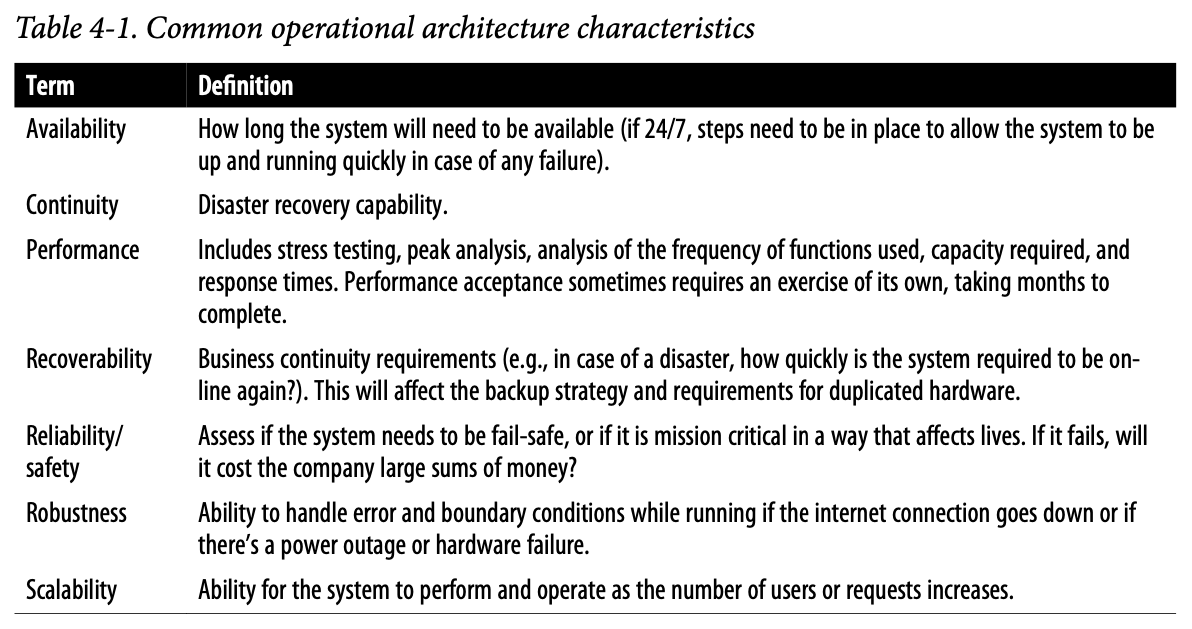 Table 4-1. Common operational architecture characteristics
Term Definition
Availability How long the system will need to be available (if 24/7, steps need to be in place to allow the system to be
up and running quickly in case of any failure).
Continuity Disaster recovery capability.
Performance Includes stress testing, peak analysis, analysis of the frequency of functions used, capacity required, and
response times. Performance acceptance sometimes requires an exercise of its own, taking months to
complete.
Recoverability Business continuity requirements (e.g., in case of a disaster, how quickly is the system required to be on-
line again?). This will affect the backup strategy and requirements for duplicated hardware.
Reliability/ Assess if the system needs to be fail-safe, or if it is mission critical in a way that affects lives. If it fails, will
safety it cost the company large sums of money?
Robustness Ability to handle error and boundary conditions while running if the internet connection goes down or if
there’s a power outage or hardware failure.
Scalability Ability for the system to perform and operate as the number of users or requests increases.